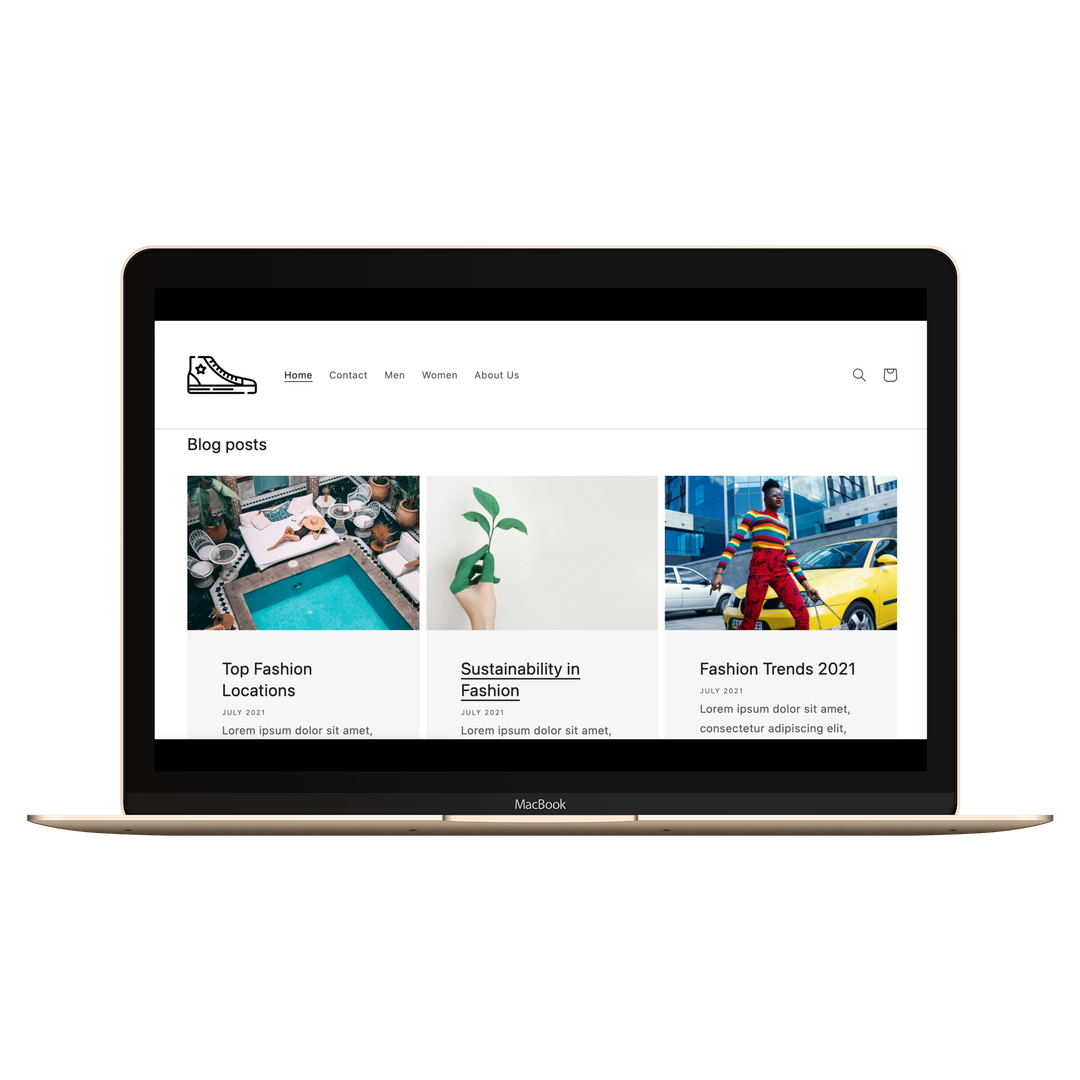 Home Contact Men Women About Us
Blog posts
Top Fashion
Locations
JULY 2021
Lorem ipsum dolor sit amet,
Sustainability in
Fashion
JULY 2021
Lorem ipsum dolor sit amet,
Fashion Trends 2021
JULY 2021
Lorem ipsum dolor sit amet,
consectetur adipiscing elit,
MacBook